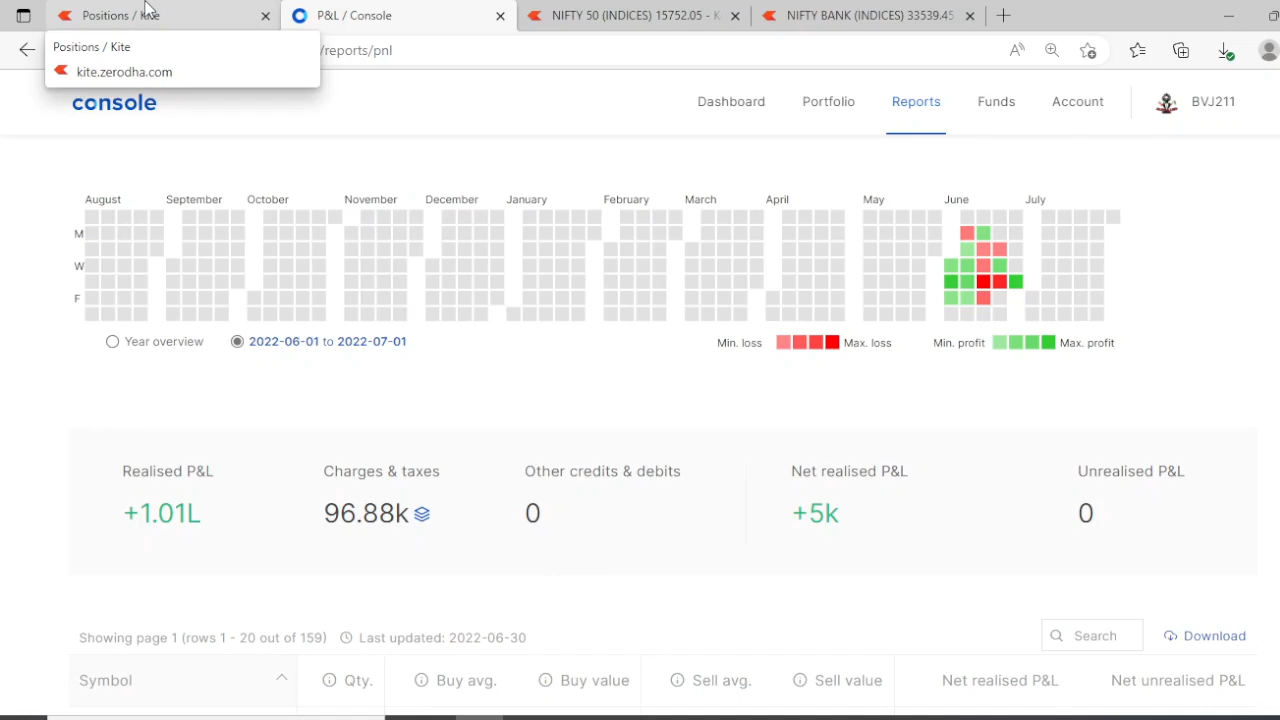 Positions / Kite
P&L / Console
NIFTY 50 (INDICES) 15752.05 - K
NIFTY BANK (INDICES) 33539.45
Positions / Kite
kite.zerodha.com
/reports/pnl
console
Dashboard
Portfolio
Reports
Funds
Account
BVJ211
August
September
October
November
December
January
February
March
April
May
June
July
M
W
F
Year overview
2022-06-01 to 2022-07-01
Min. loss
Max. loss
Min. profit
Max. profit
Realised P&L
Charges & taxes
Other credits & debits
Net realised P&L
Unrealised P&L
+1.01L
96.88k
0
+5k
0
Showing page 1 (rows 1 - 20 out of 159)
Last updated: 2022-06-30
Search
Download
Symbol
Qty.
Buy avg.
Buy value
Sell avg.
Sell value
Net realised P&L
Net unrealised P&L